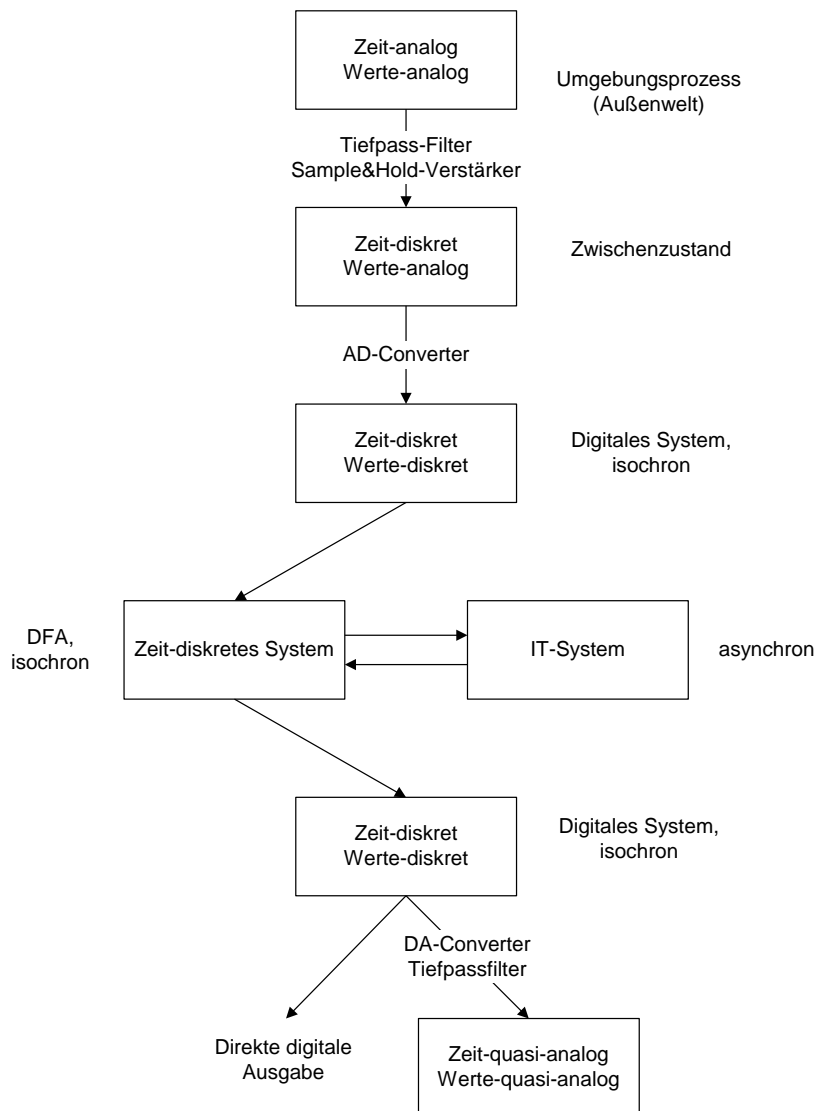 Zeit-analog
Werte-analog
Umgebungsprozess
(Außenwelt)
Tiefpass-Filter
Sample&Hold-Verstärker
Zeit-diskret
Werte-analog
Zwischenzustand
AD-Converter
Zeit-diskret
Werte-diskret
Digitales System,
isochron
DFA,
isochron
Zeit-diskretes System
IT-System
asynchron
Zeit-diskret
Werte-diskret
Digitales System,
isochron
DA-Converter
Tiefpassfilter
Direkte digitale
Ausgabe
Zeit-quasi-analog
Werte-quasi-analog